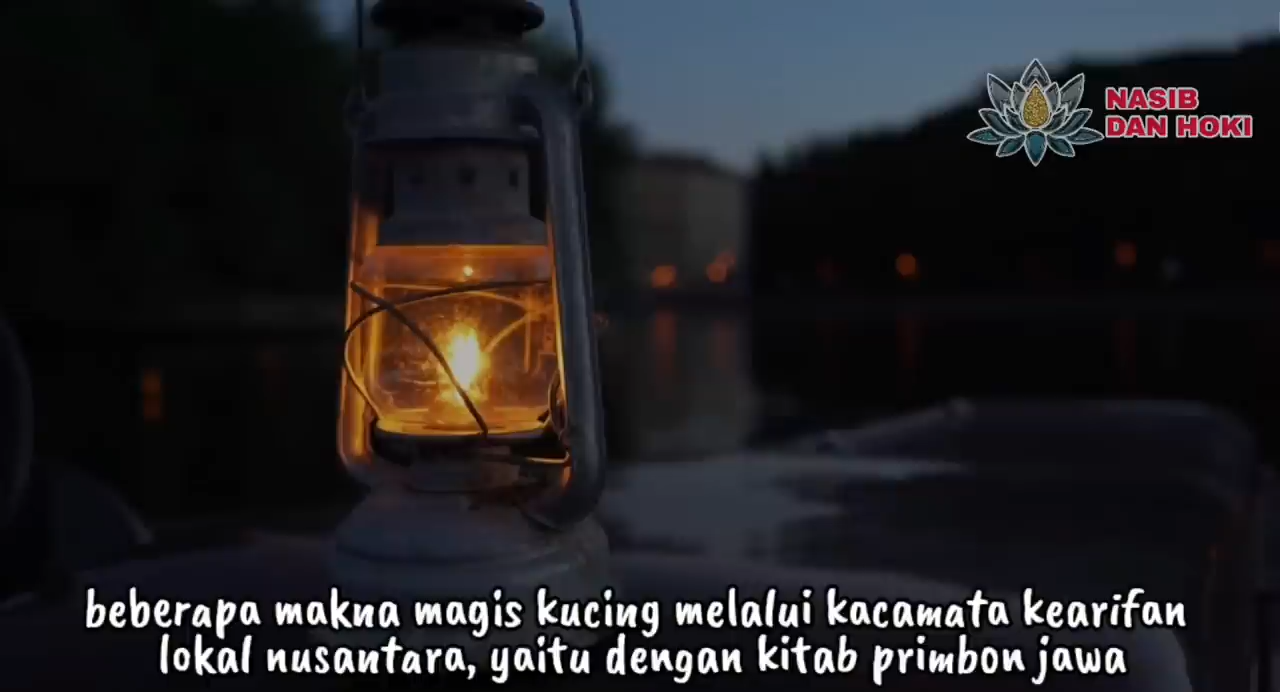 NASIB
DAN HOKI
beberapa makna magis kucing melalui kacamata kearifan
lokal nusantara, yaitu dengan kitab primbon jawa